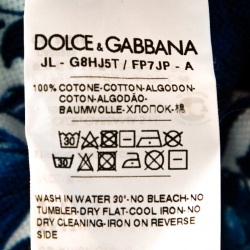 DOLCE & GABBANA
JL - G8HJ5T / FP7JP - A
100% COTONE-COTTON-ALGODON-
COTON-ALGODÃO-
BAUMWOLLE-ХЛОПОК-棉
WASH IN WATER 30°-NO BLEACH-NO
TUMBLER-DRY FLAT-COOL IRON-NO
DRY CLEANING-IRON ON REVERSE
SIDE